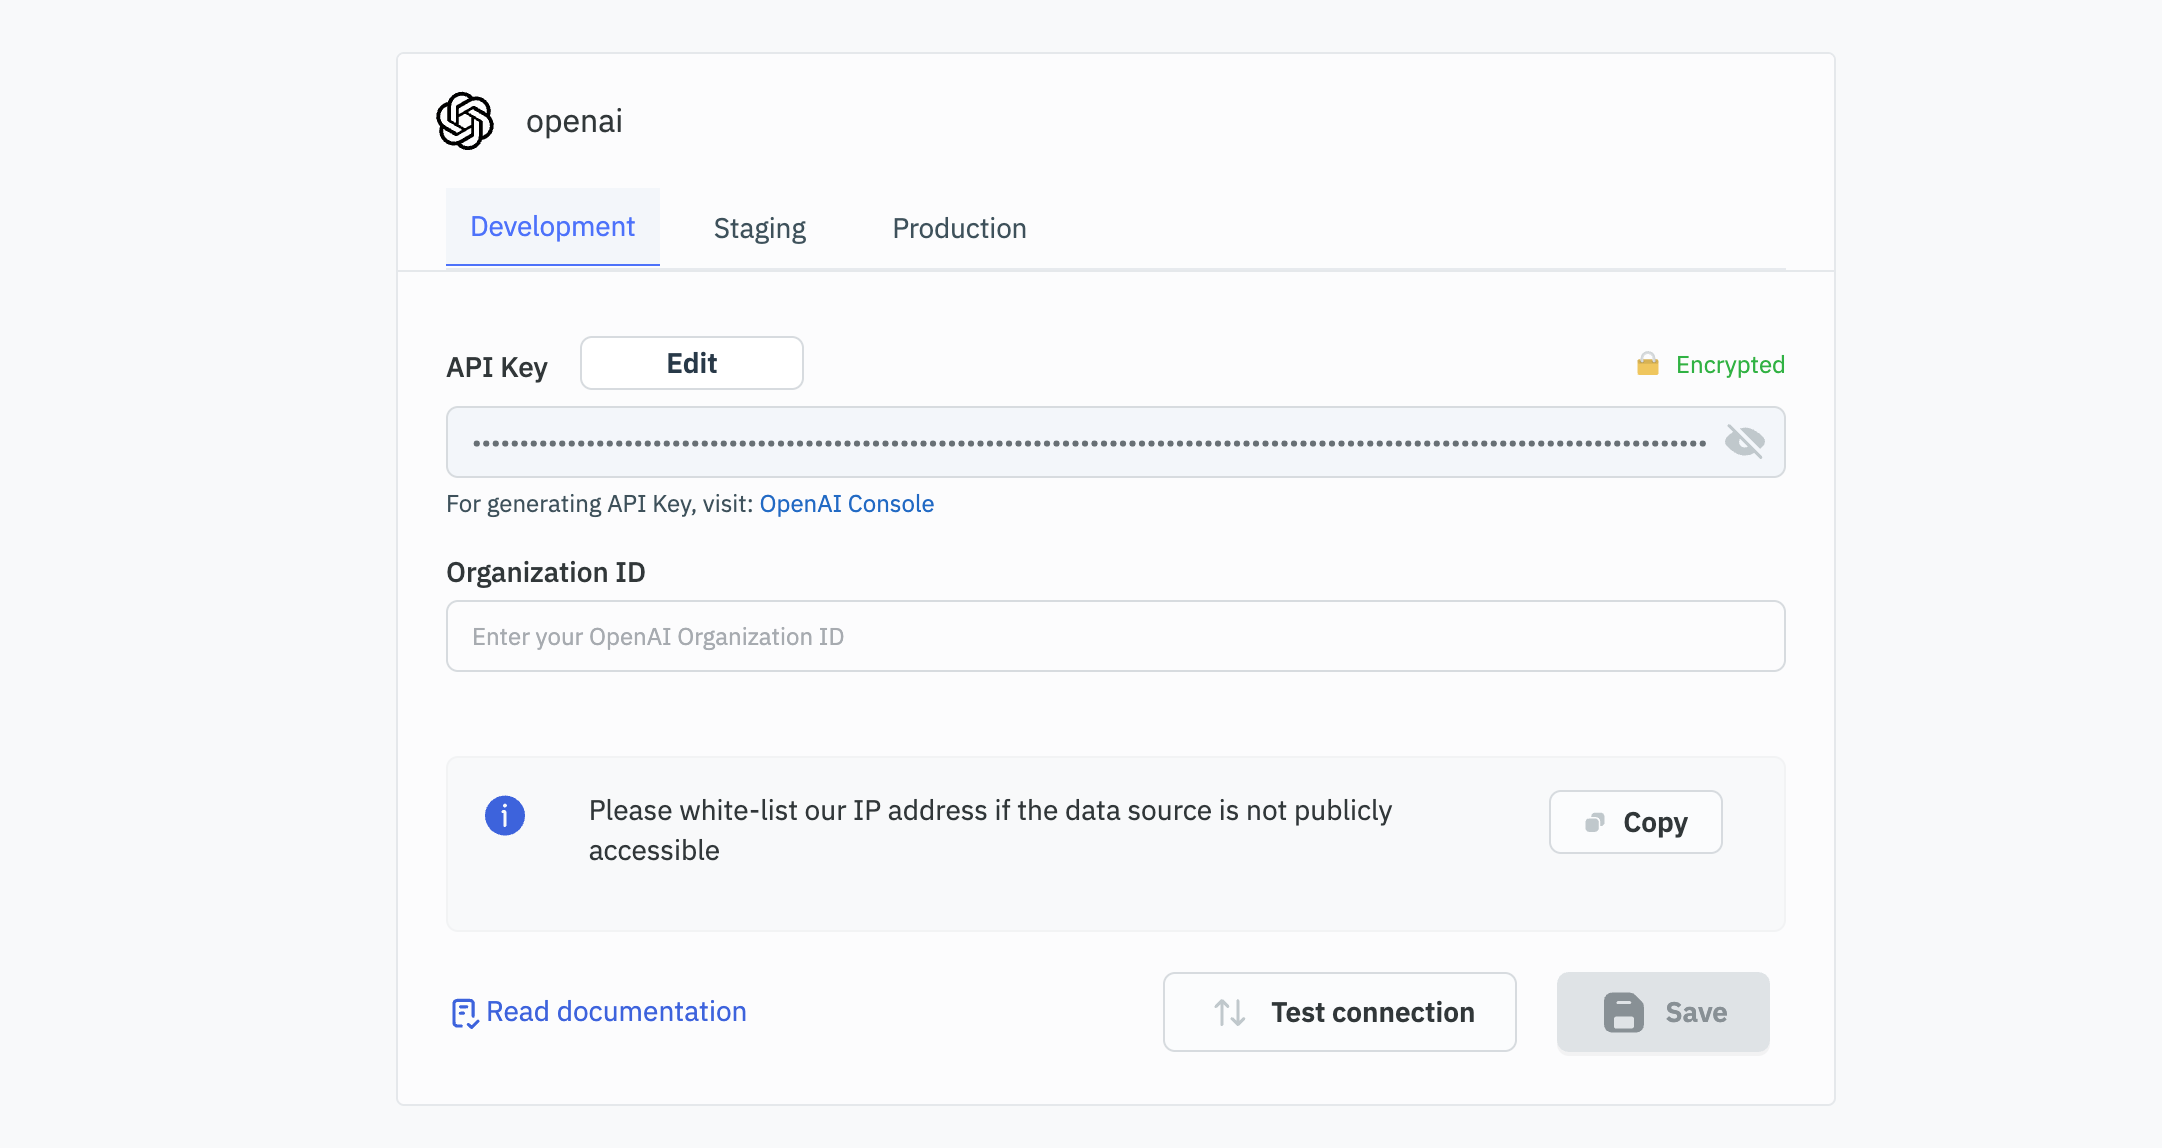 openai
Development Staging Production
API Key Edit Encrypted
For generating API Key, visit: OpenAI Console
Organization ID
Enter your OpenAI Organization ID
Please white-list our IP address if the data source is not publicly
accessible
Copy
Read documentation Test connection Save